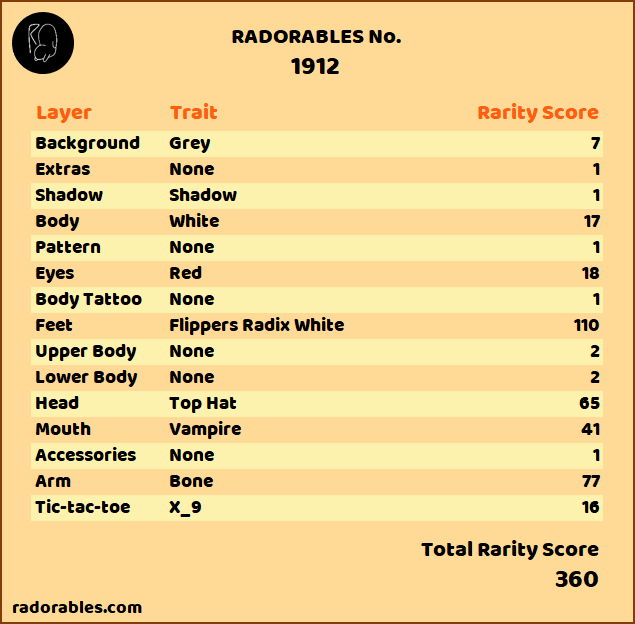 RADORABLES No.
1912
Layer Trait Rarity Score
Background Grey 7
Extras None 1
Shadow Shadow 1
Body White 17
Pattern None 1
Eyes Red 18
Body Tattoo None 1
Feet Flippers Radix White 110
Upper Body None 2
Lower Body None 2
Head Top Hat 65
Mouth Vampire 41
Accessories None 1
Arm Bone 77
Tic-tac-toe X_9 16
Total Rarity Score
360
radorables.com